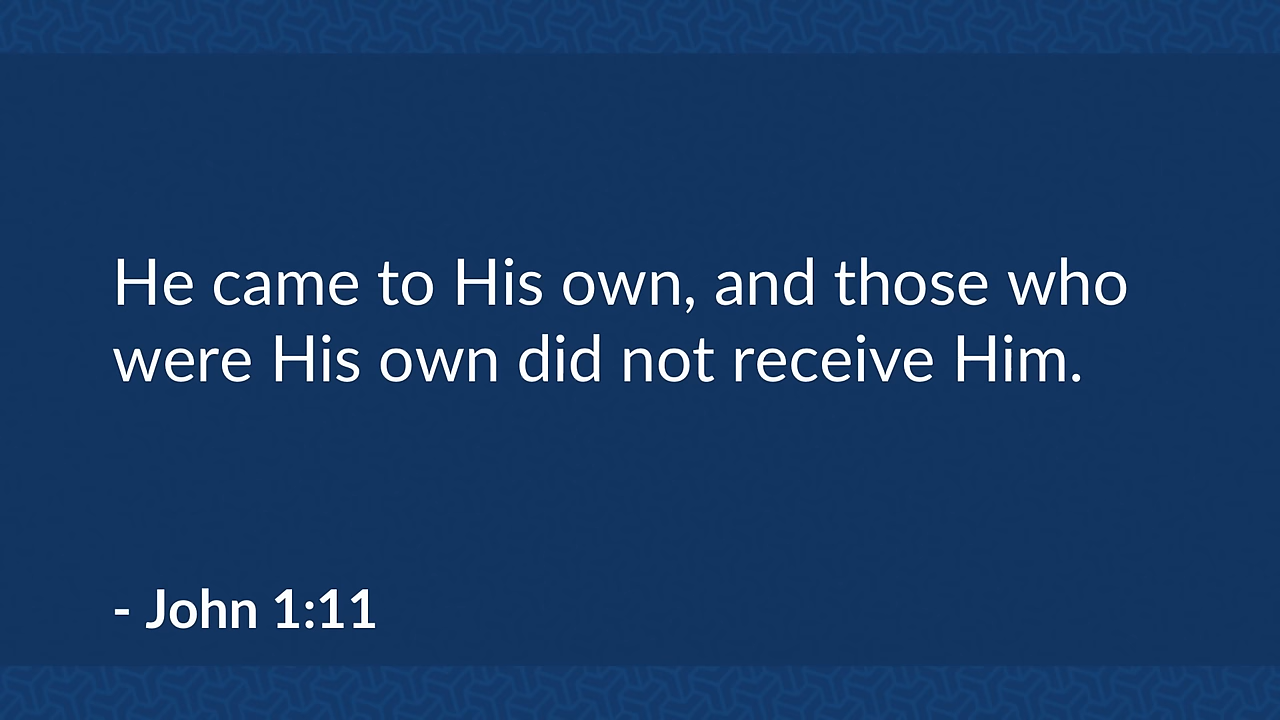 He came to His own, and those who
were His own did not receive Him.
- John 1:11